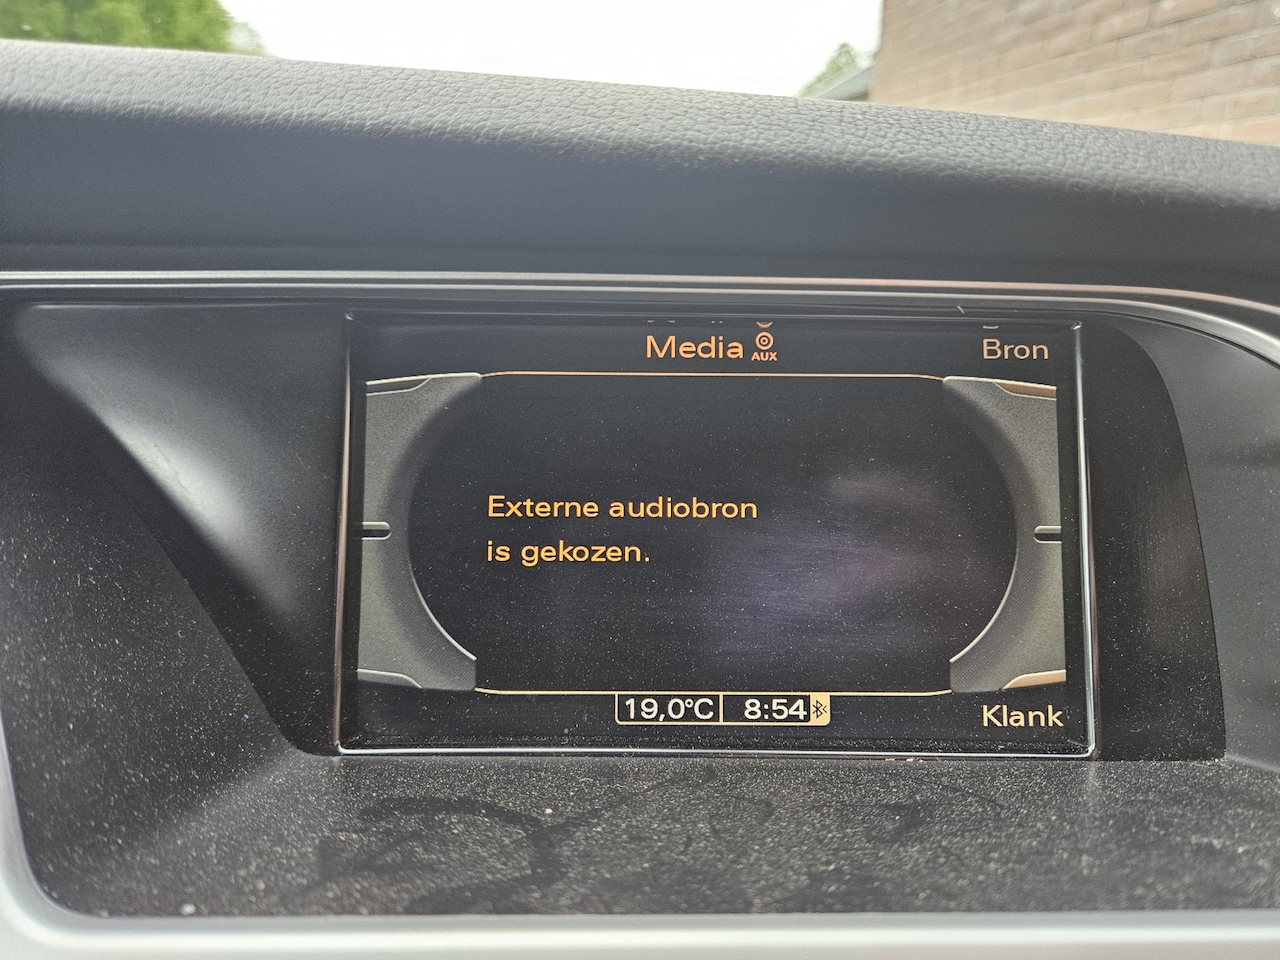 Media AUX
Bron
Externe audiobron
is gekozen.
19,0°C 8:54
Klank